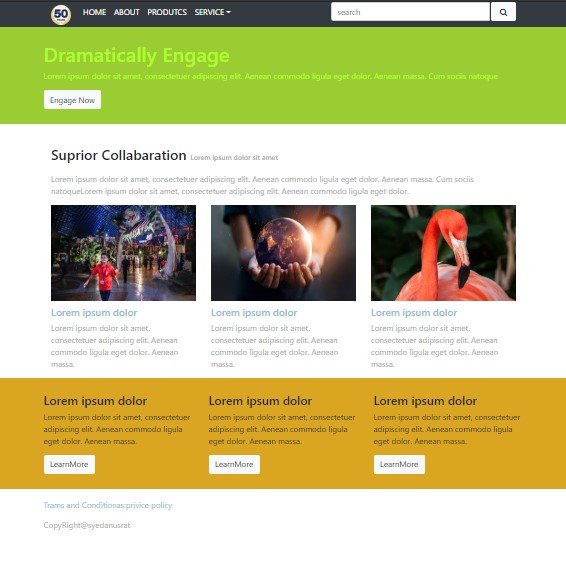 50 HOME ABOUT PRODUTCS SERVICE search
Dramatically Engage
Lorem ipsum dolor sit amet, consectetuer adipiscing elit. Aenean commodo ligula eget dolor. Aenean massa. Cum sociis natoque
Engage Now
Suprior Collabaration Lorem ipsum dolor sit amet
Lorem ipsum dolor sit amet, consectetuer adipiscing elit. Aenean commodo ligula eget dolor. Aenean massa. Cum sociis
natoqueLorem ipsum dolor sit amet, consectetuer adipiscing elit. Aenean commodo ligula eget dolor.
Lorem ipsum dolor
Lorem ipsum dolor sit amet,
consectetuer adipiscing elit. Aenean
commodo ligula eget dolor. Aenean
massa.
Lorem ipsum dolor
Lorem ipsum dolor sit amet,
consectetuer adipiscing elit. Aenean
commodo ligula eget dolor. Aenean
massa.
Lorem ipsum dolor
Lorem ipsum dolor sit amet,
consectetuer adipiscing elit. Aenean
commodo ligula eget dolor. Aenean
massa.
Lorem ipsum dolor
Lorem ipsum dolor sit amet, consectetuer
adipiscing elit. Aenean commodo ligula
eget dolor. Aenean massa.
LearnMore
Lorem ipsum dolor
Lorem ipsum dolor sit amet, consectetuer
adipiscing elit. Aenean commodo ligula
eget dolor. Aenean massa.
LearnMore
Lorem ipsum dolor
Lorem ipsum dolor sit amet, consectetuer
adipiscing elit. Aenean commodo ligula
eget dolor. Aenean massa.
LearnMore
Trams and Conditionas:privice policy
CopyRight@syedanusrat